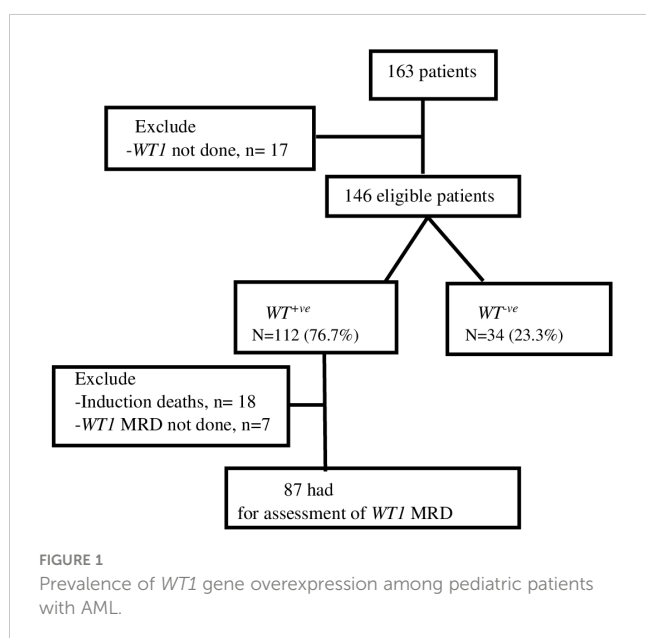 163 patients
Exclude
-WT1 not done, n= 17
146 eligible patients
WT+ve
N=112 (76.7%)
WT-ve
N=34 (23.3%)
Exclude
-Induction deaths, n= 18
-WT1 MRD not done, n=7
87 had
for assessment of WT1 MRD
FIGURE 1
Prevalence of WT1 gene overexpression among pediatric patients
with AML.